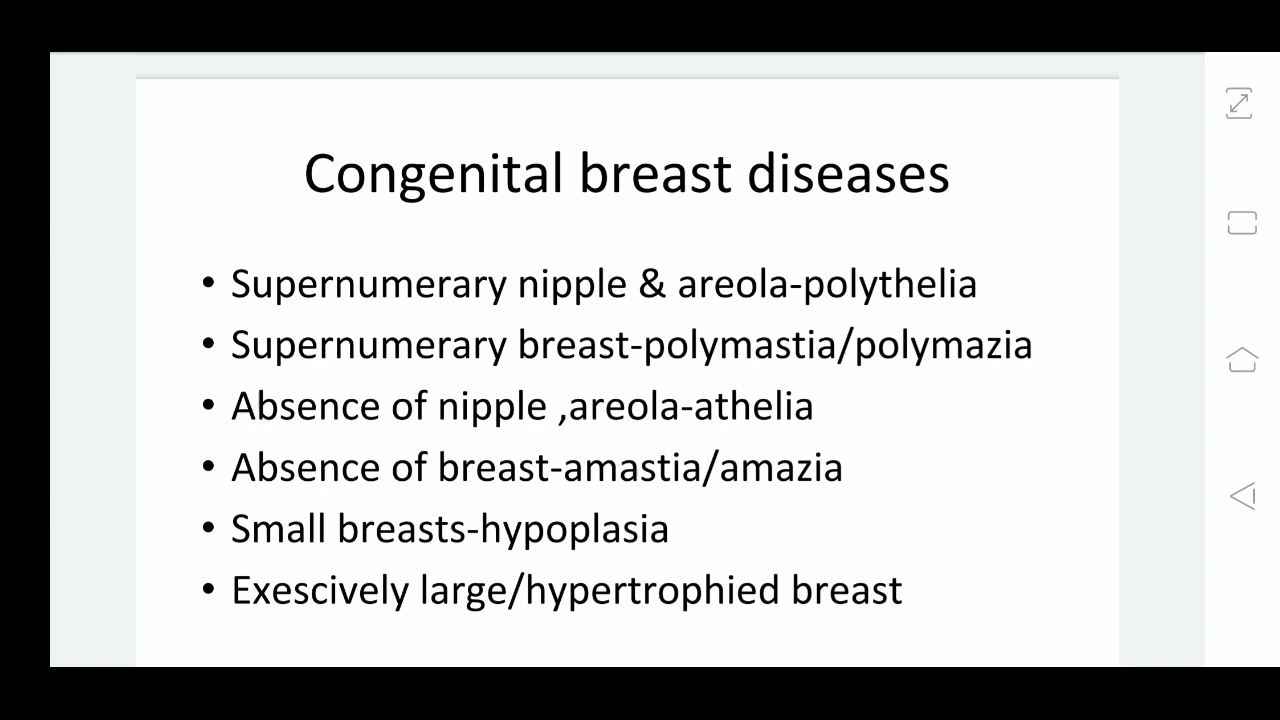 Congenital breast diseases
• Supernumerary nipple & areola-polythelia
• Supernumerary breast-polymastia/polymazia
• Absence of nipple ,areola-athelia
• Absence of breast-amastia/amazia
• Small breasts-hypoplasia
• Exescively large/hypertrophied breast